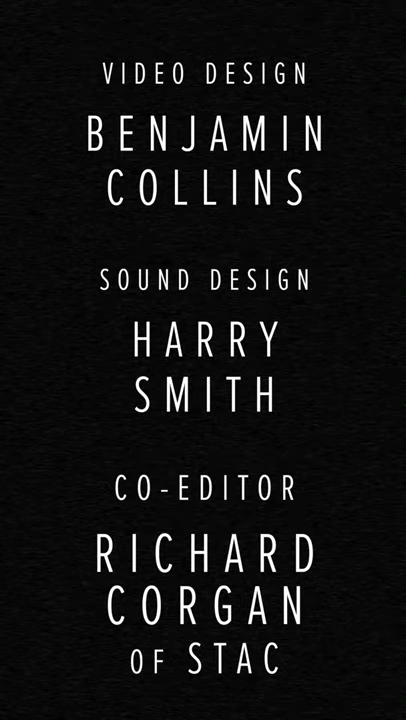 VIDEO DESIGN
BENJAMIN
COLLINS
SOUND DESIGN
HARRY
SMITH
CO-EDITOR
RICHARD
CORGAN
OF STAC